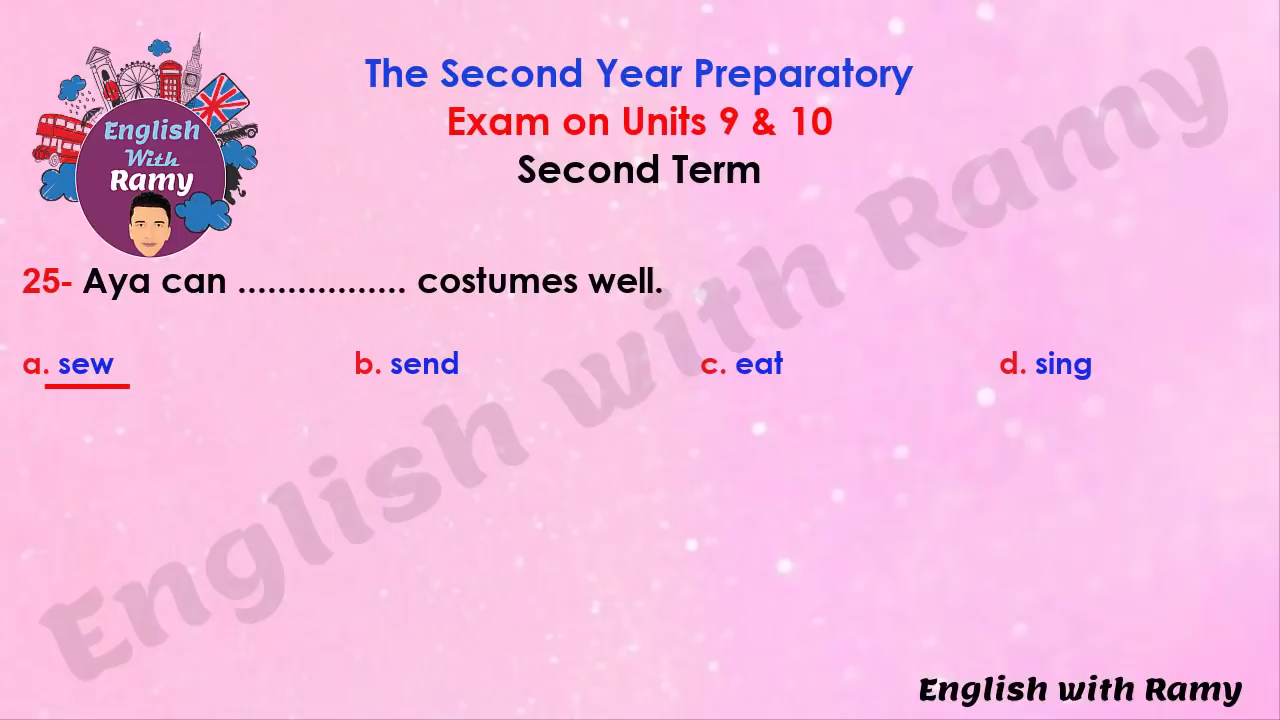 English
With
Ramy
The Second Year Preparatory
Exam on Units 9 & 10
Second Term
25- Aya can ................. costumes well.
a. sew b. send c. eat d. sing
English with Ramy
English with Ramy